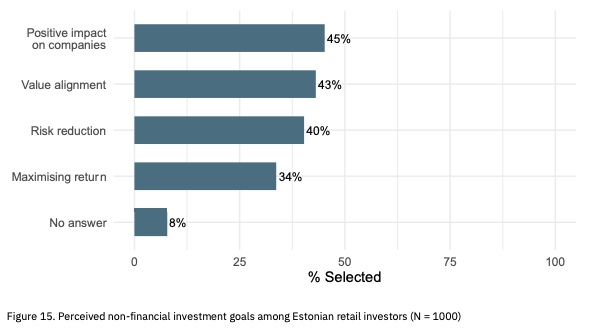 Positive impact
on companies
45%
Value alignment
43%
Risk reduction
40%
Maximising return
34%
No answer
8%
0 25 50 75 100
% Selected
Figure 15. Perceived non-financial investment goals among Estonian retail investors (N = 1000)